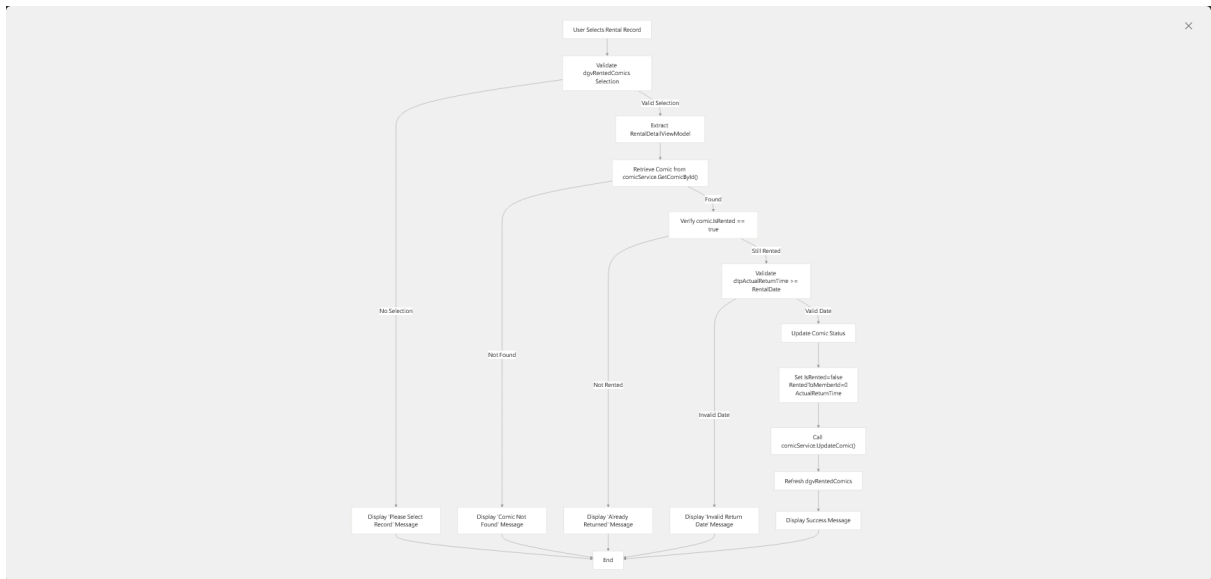 User Selects Rental Record
Validate
dgvRentedComics
Selection
Valid Selection
Extract
RentalDetailViewModel
Retrieve Comic from
comicService.GetComicById()
Found
Verify comic.IsRented ==
true
Still Rented
Validate
dtpActualReturnTime >=
RentalDate
No Selection
Valid Date
Update Comic Status
Not Found
Set IsRented=false
RentedToMemberId=0
ActualReturnTime
Not Rented
Invalid Date
Call
comicService.UpdateComic()
Refresh dgvRentedComics
Display 'Please Select
Record' Message
Display 'Comic Not
Found' Message
Display 'Already
Returned' Message
Display 'Invalid Return
Date' Message
Display Success Message
End